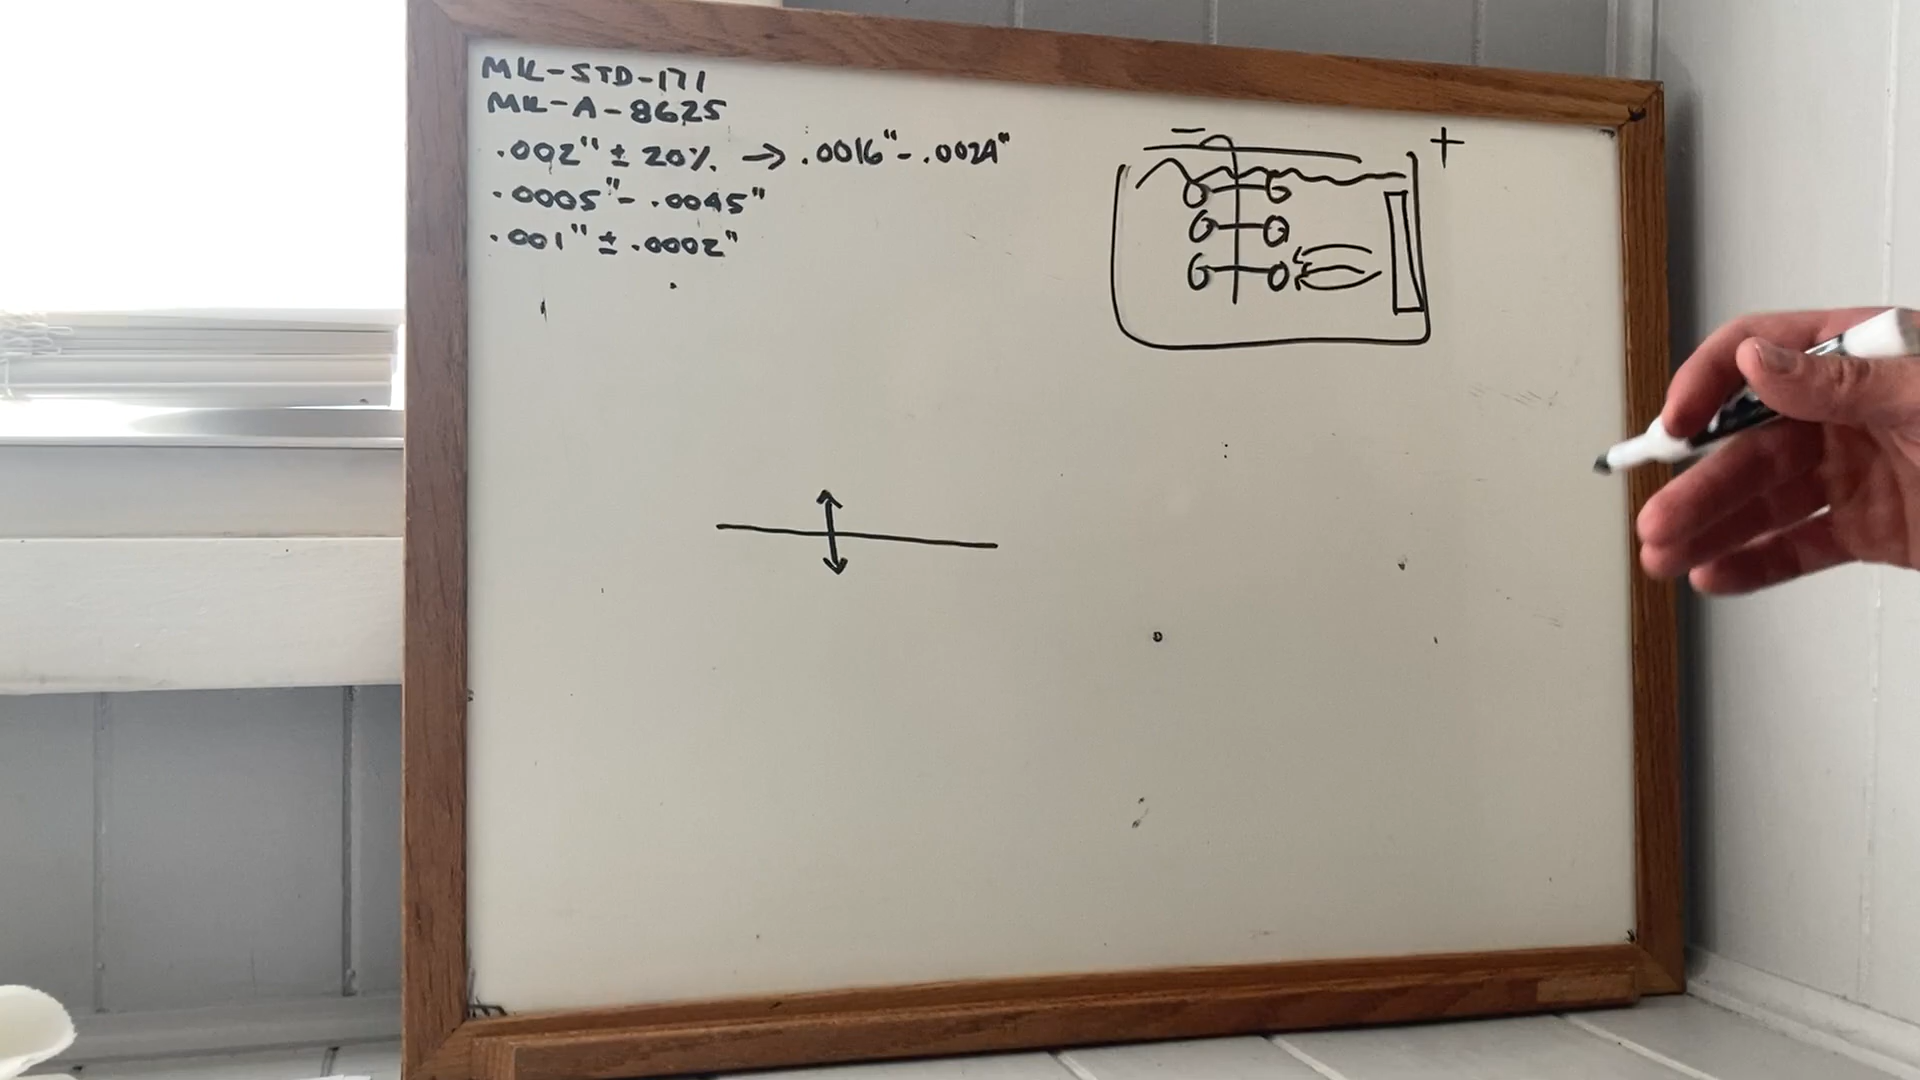 MIL-STD-171
MIL-A-8625
.002" ± 20% → .0016" - .0024"
.0005" - .0045"
.001" ± .0002"
- +